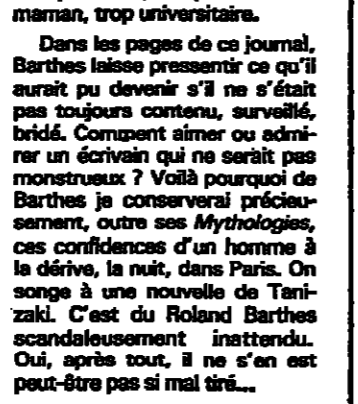 maman, trop universitaire.
Dans les pages de ce journal,
Barthes laisse pressentir ce qu'il
aurait pu devenir s'il ne s'était
pas toujours contenu, surveillé,
bridé. Comment aimer ou admi-
rer un écrivain qui ne serait pas
monstrueux ? Voilà pourquoi de
Barthes je conserverai précieu-
sement, outre ses Mythologies,
ces confidences d'un homme à
la dérive, la nuit, dans Paris. On
songe à une nouvelle de Tani-
zaki. C'est du Roland Barthes
scandaleusement inattendu.
Oui, après tout, il ne s'en est
peut-être pas si mal tiré...